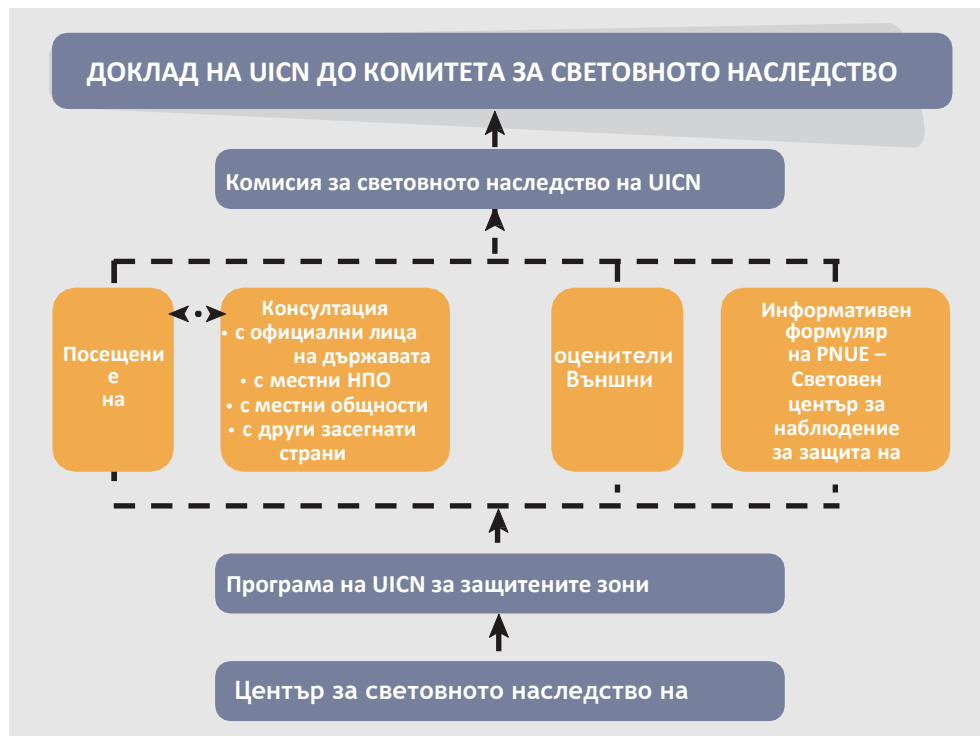 ДОКЛАД НА UICN ДО КОМИТЕТА ЗА СВЕТОВНОТО НАСЛЕДСТВО
Комисия за световното наследство на UICN
Посещени
е
на
Консултация
• с официални лица
на държавата
• с местни НПО
• с местни общности
• с други засегнати
страни
оценители
Външни
Информативен
формуляр
на PNUE –
Световен
център за
наблюдение
за защита на
Програма на UICN за защитените зони
Център за световното наследство на